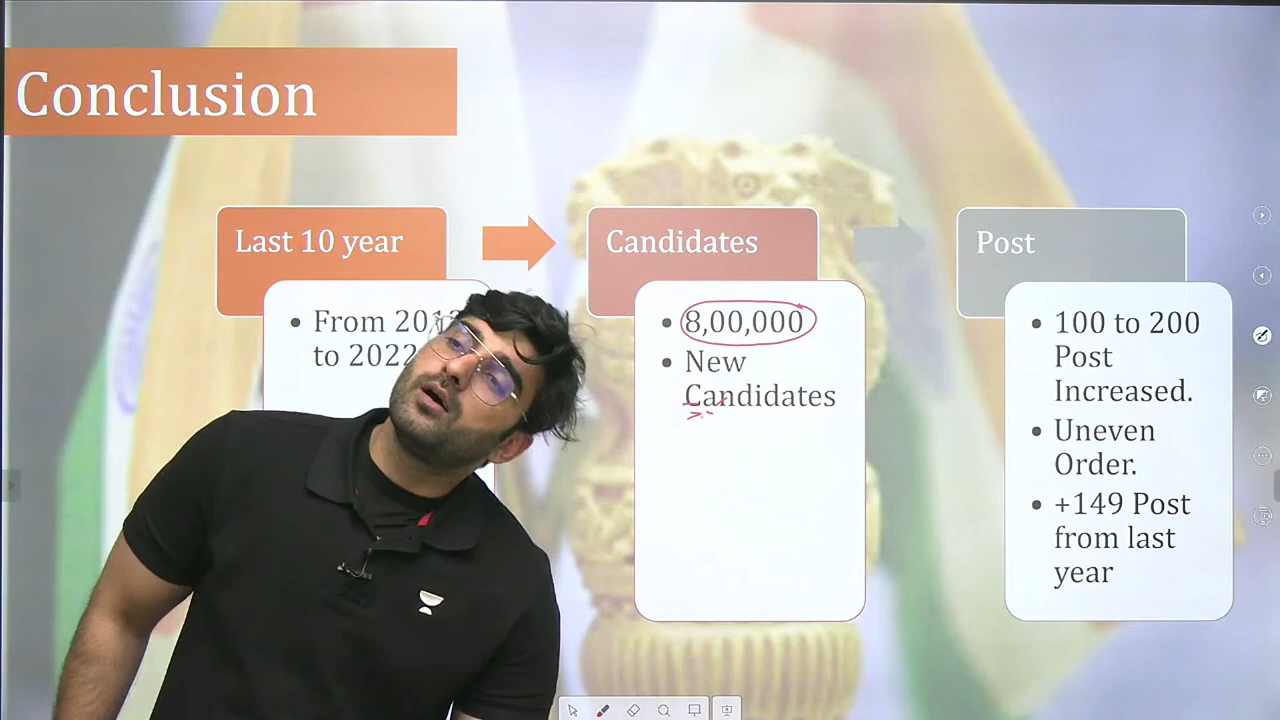 Conclusion
Last 10 year
Candidates
Post
• From 2012
to 2022
• 8,00,000
• New
Candidates
• 100 to 200
Post
Increased.
• Uneven
Order.
• +149 Post
from last
year